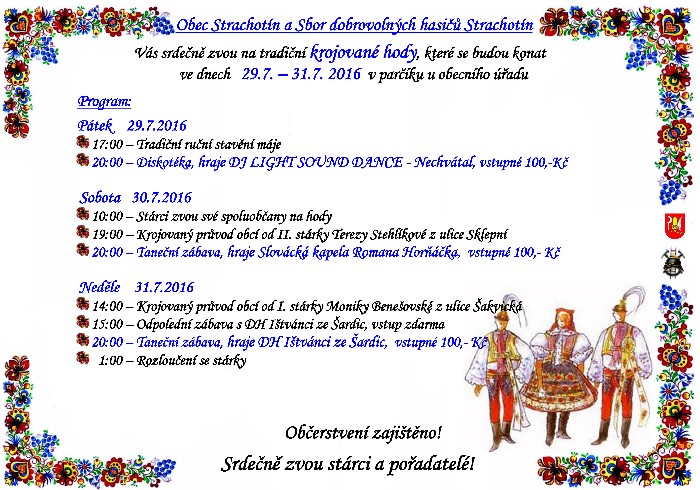 Obec Strachotín a Sbor dobrovolných hasičů Strachotín
Vás srdečně zvou na tradiční krojované hody, které se budou konat
ve dnech 29.7. – 31.7. 2016 v parčíku u obecního úřadu
Program:
Pátek 29.7.2016
17:00 – Tradiční ruční stavění máje
20:00 – Diskotéka, hraje DJ LIGHT SOUND DANCE - Nechvátal, vstupné 100,-Kč
Sobota 30.7.2016
10:00 – Stárci zvou své spoluobčany na hody
19:00 – Krojovaný průvod obcí od II. stárky Terezy Stehlíkové z ulice Sklepní
20:00 – Taneční zábava, hraje Slovácká kapela Romana Horňáčka, vstupné 100,- Kč
Neděle 31.7.2016
14:00 – Krojovaný průvod obcí od I. stárky Moniky Benešovské z ulice Šakvická
15:00 – Odpolední zábava s DH Ištvánci ze Šardic, vstup zdarma
20:00 – Taneční zábava, hraje DH Ištvánci ze Šardic, vstupné 100,- Kč
1:00 – Rozloučení se stárky
Občerstvení zajištěno!
Srdečně zvou stárci a pořadatelé!